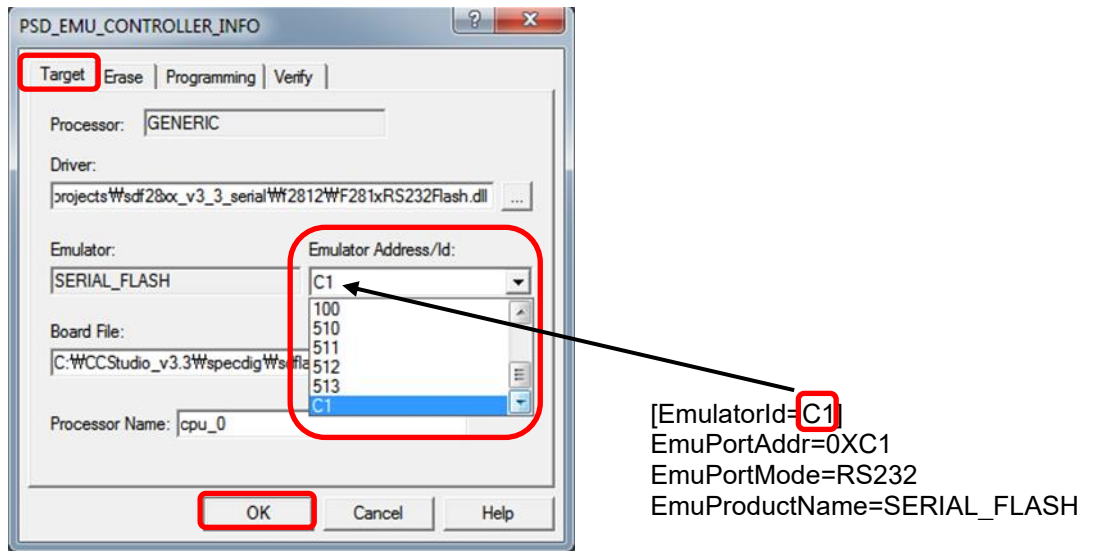 PSD_EMU_CONTROLLER_INFO
Target Erase Programming Verify
Processor: GENERIC
Driver:
projects₩sdf28xx_v3_3_serial₩f2812₩F281xRS232Flash.dll ...
Emulator: Emulator Address/Id:
SERIAL_FLASH C1
100
510
Board File: 511
C:₩CCStudio_v3.3₩specdig₩sdfla 512
513
C1
Processor Name: cpu_0
OK Cancel Help
[EmulatorId=C1]
EmuPortAddr=0XC1
EmuPortMode=RS232
EmuProductName=SERIAL_FLASH